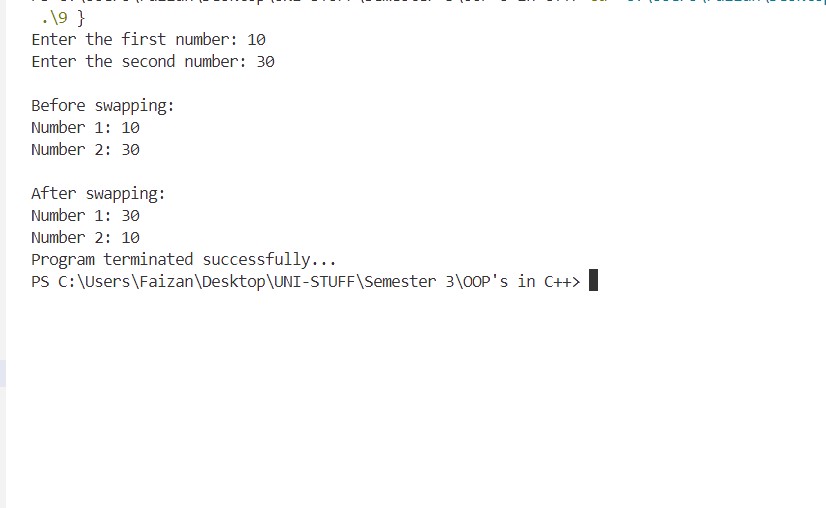 .\9 }
Enter the first number: 10
Enter the second number: 30
Before swapping:
Number 1: 10
Number 2: 30
After swapping:
Number 1: 30
Number 2: 10
Program terminated successfully...
PS C:\Users\Faizan\Desktop\UNI-STUFF\Semester 3\OOP's in C++>